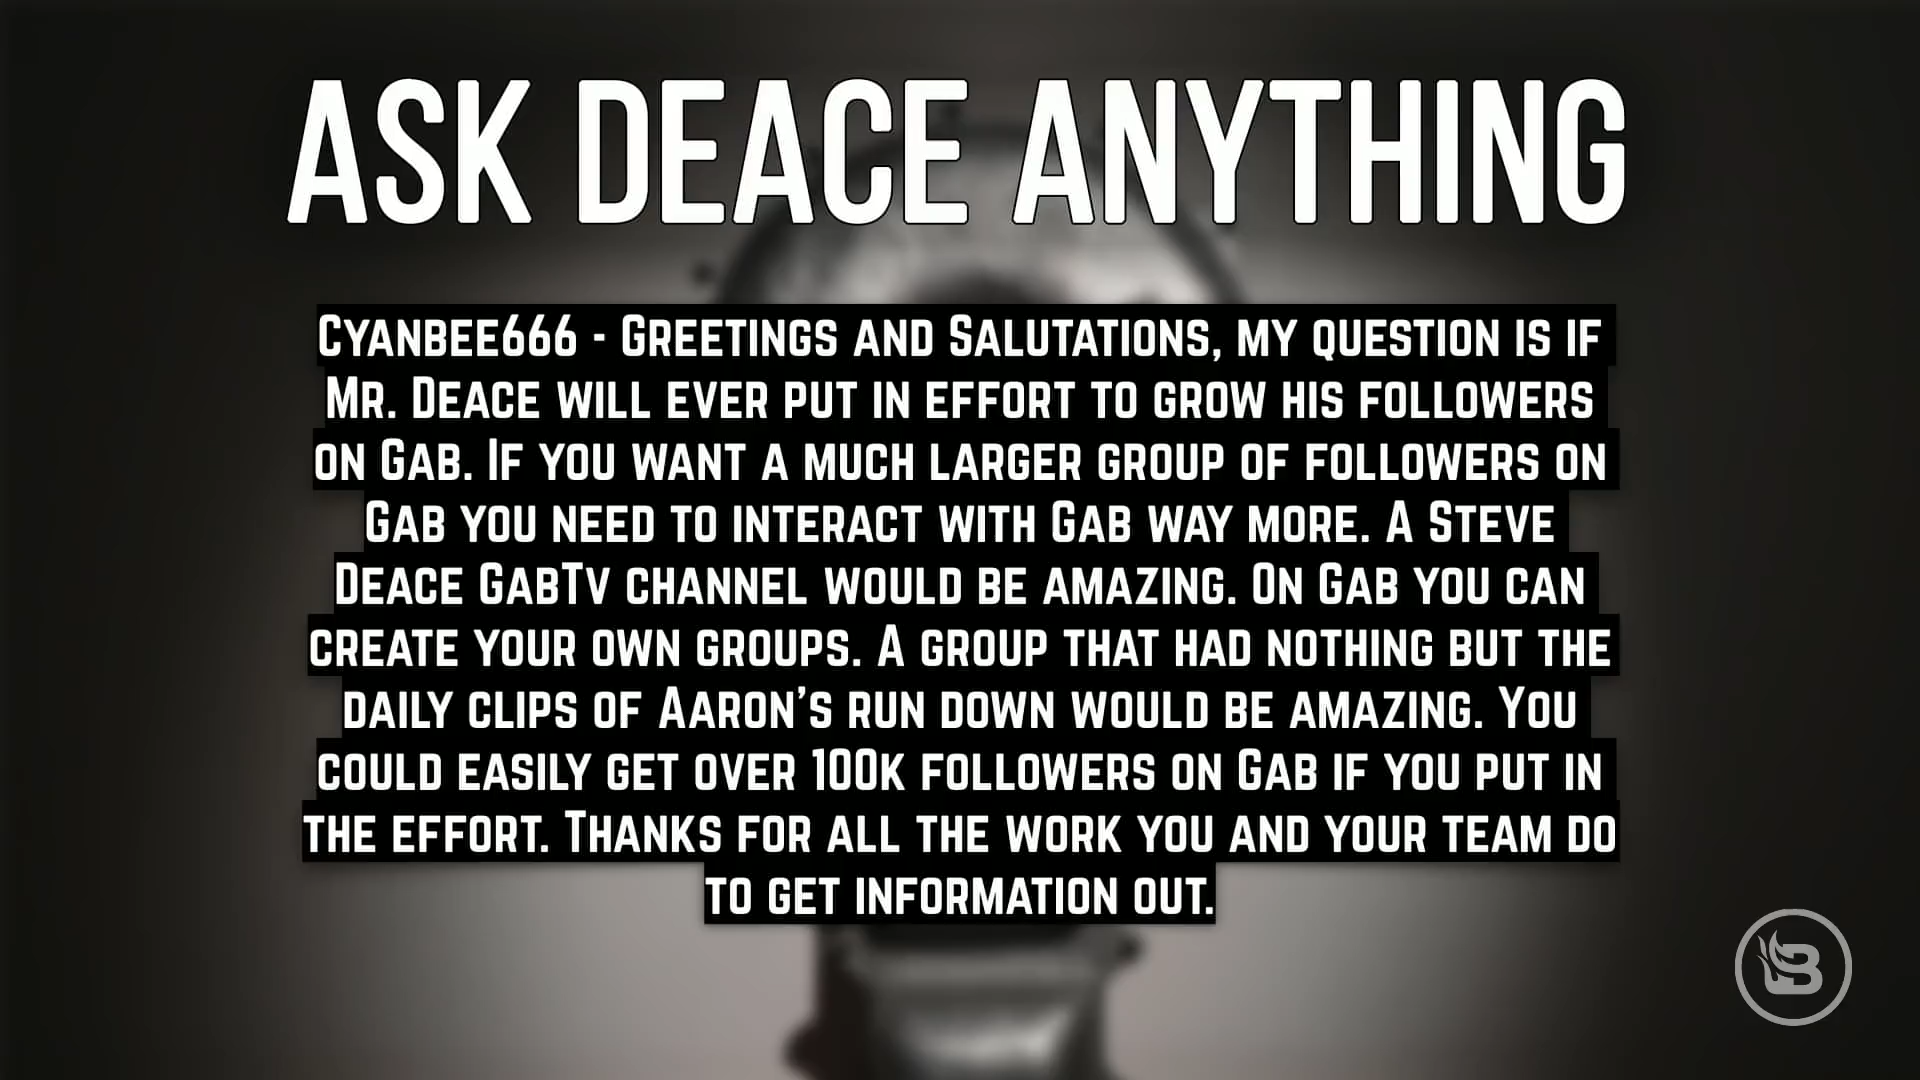 ASK DEACE ANYTHING
Cyanbee666 - Greetings and Salutations, my question is if
Mr. Deace will ever put in effort to grow his followers
on Gab. If you want a much larger group of followers on
Gab you need to interact with Gab way more. A Steve
Deace GabTv channel would be amazing. On Gab you can
create your own groups. A group that had nothing but the
daily clips of Aaron's run down would be amazing. You
could easily get over 100k followers on Gab if you put in
the effort. Thanks for all the work you and your team do
to get information out.
B